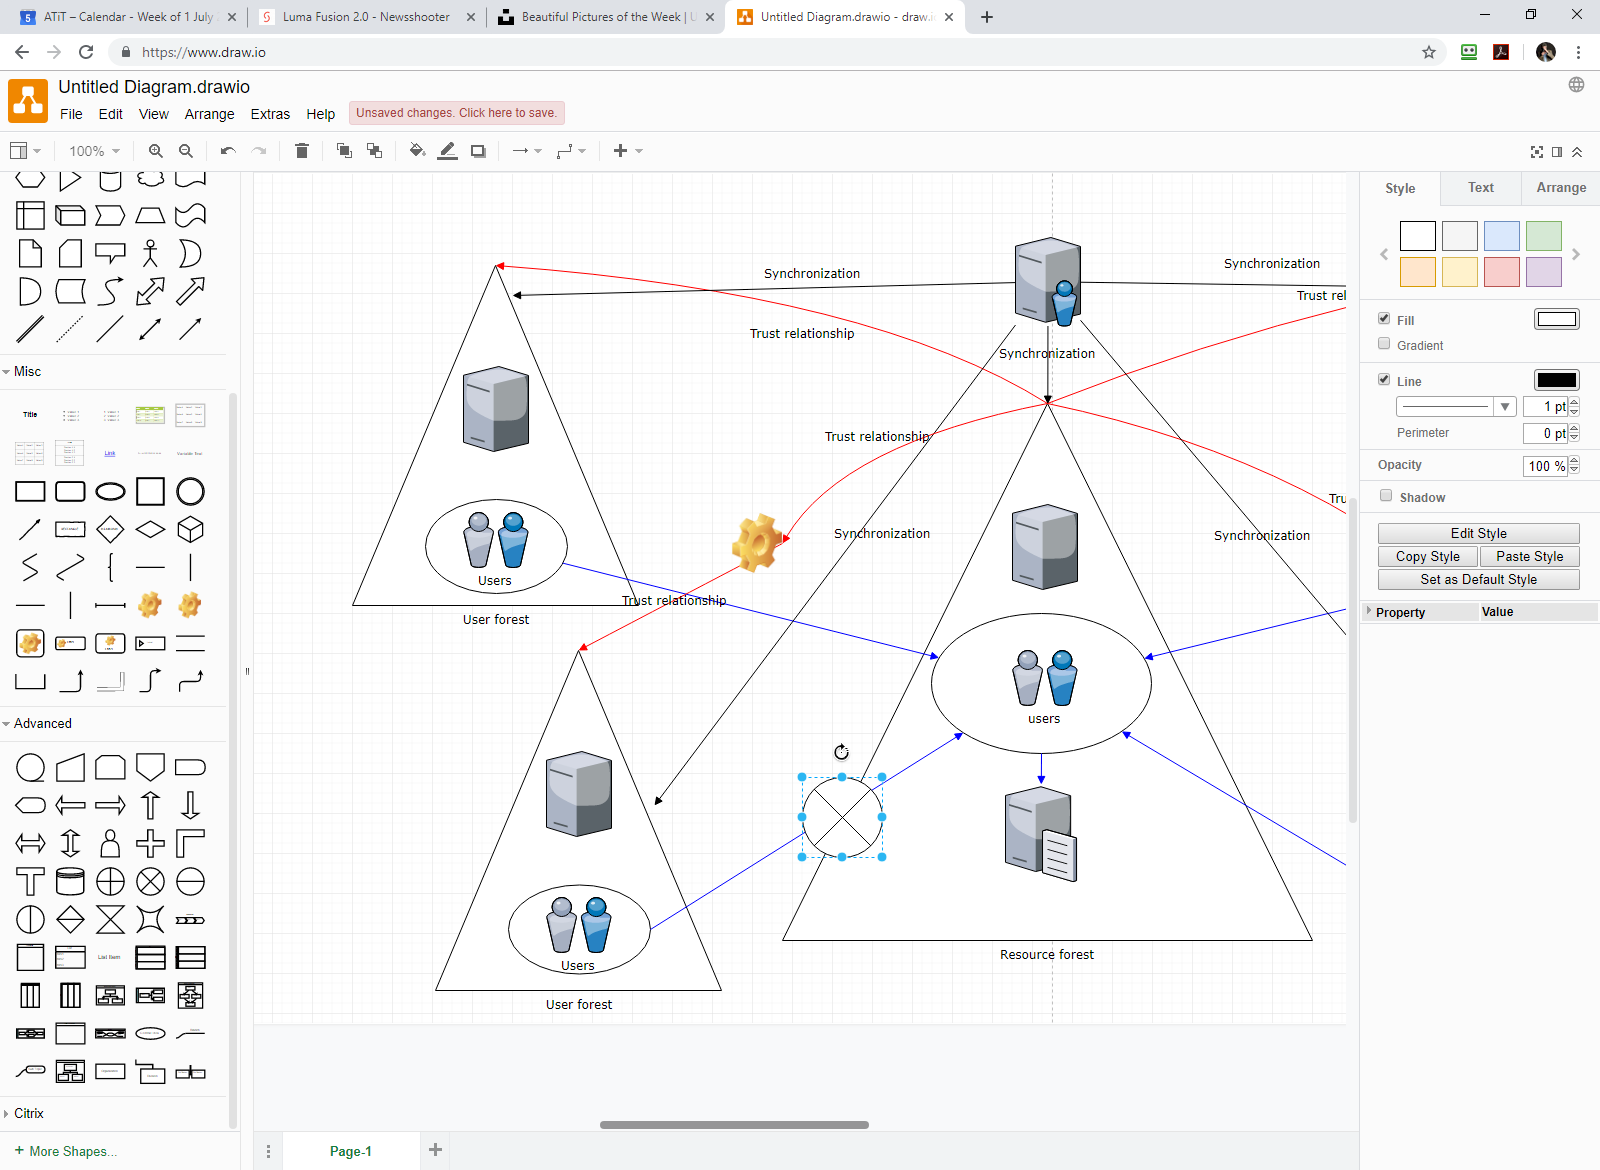 ATiT – Calendar - Week of 1 July
Luma Fusion 2.0 - Newsshooter
Beautiful Pictures of the Week | U
Untitled Diagram.drawio - draw.i
https://www.draw.io
Untitled Diagram.drawio
File Edit View Arrange Extras Help
Unsaved changes. Click here to save.
100%
Style Text Arrange
Misc
Title
Link
Advanced
List Item
Citrix
+ More Shapes...
Synchronization
Synchronization
Trust rel
Trust relationship
Synchronization
Trust relationship
Tru
Synchronization
Synchronization
Users
Trust relationship
User forest
users
Resource forest
Users
User forest
Page-1
Fill
Gradient
Line
1 pt
Perimeter
0 pt
Opacity
100 %
Shadow
Edit Style
Copy Style
Paste Style
Set as Default Style
Property Value